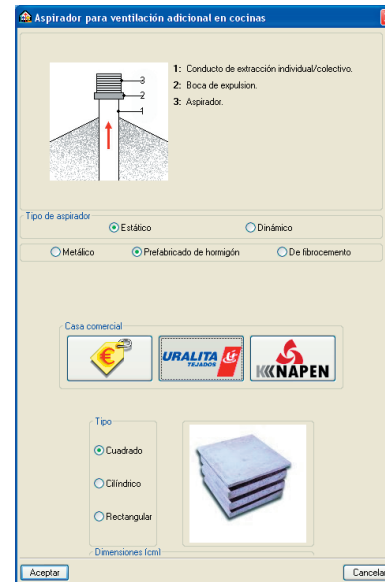 Aspirador para ventilación adicional en cocinas
1: Conducto de extracción individual/colectivo.
2: Boca de expulsion.
3: Aspirador.
3
2
1
Tipo de aspirador
Estático
Dinámico
Metálico
Prefabricado de hormigón
De fibrocemento
Casa comercial
€
URALITA
TEJADOS
KNAPEN
Tipo
Cuadrado
Cilíndrico
Rectangular
Dimensiones (cm)
Aceptar
Cancelar